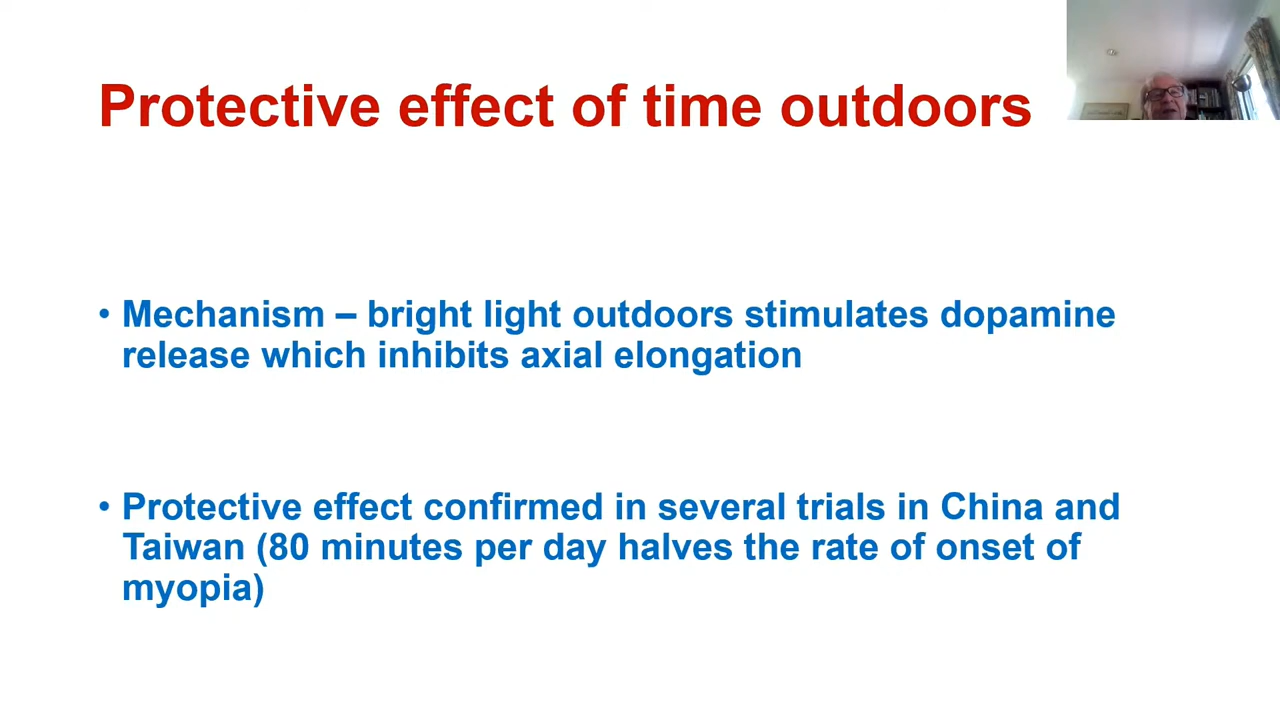 Protective effect of time outdoors
• Mechanism – bright light outdoors stimulates dopamine
release which inhibits axial elongation
• Protective effect confirmed in several trials in China and
Taiwan (80 minutes per day halves the rate of onset of
myopia)